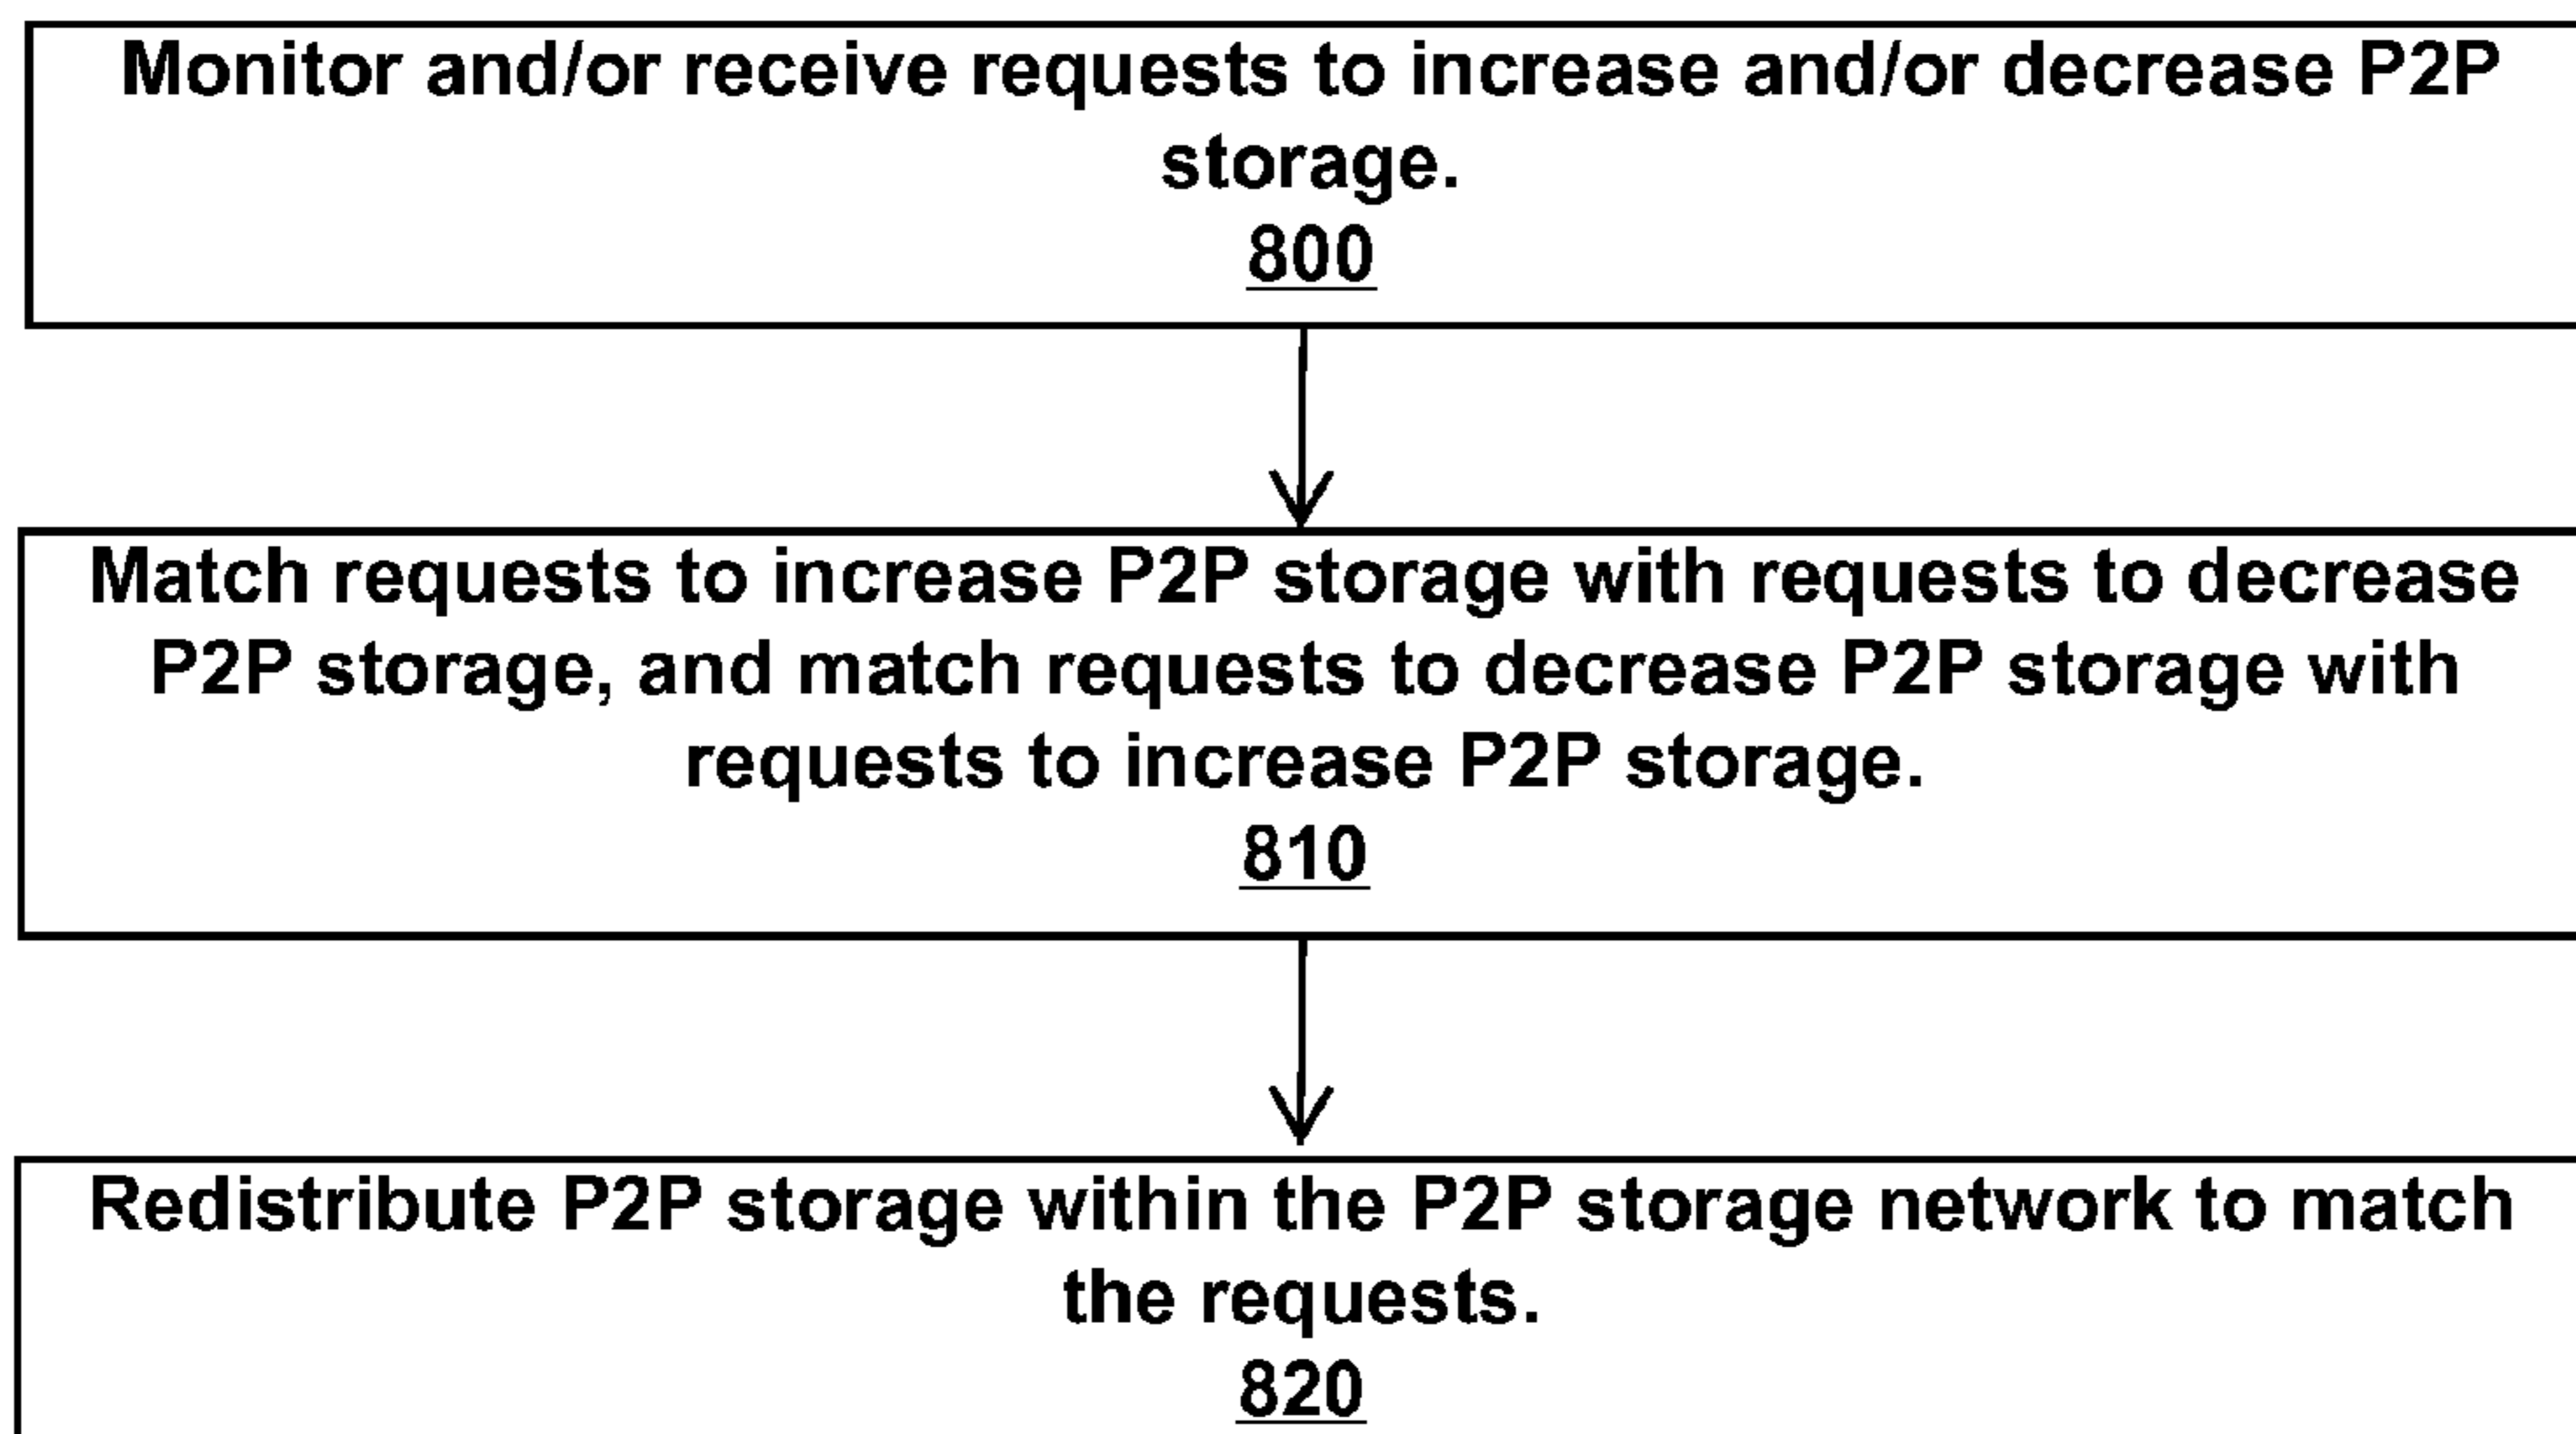 Monitor and/or receive requests to increase and/or decrease P2P
storage.
800
Match requests to increase P2P storage with requests to decrease
P2P storage, and match requests to decrease P2P storage with
requests to increase P2P storage.
810
Redistribute P2P storage within the P2P storage network to match
the requests.
820